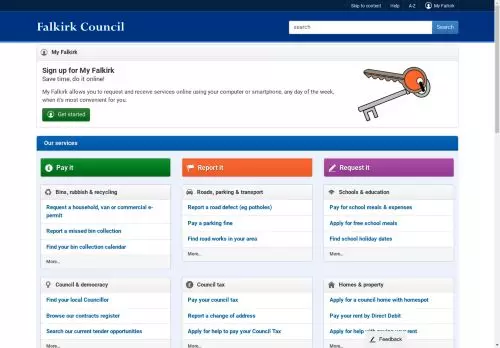 Skip to content Help A-Z My Falkirk
Falkirk Council
search Search
My Falkirk
Sign up for My Falkirk
Save time, do it online!
My Falkirk allows you to request and receive services online using your computer or smartphone, any day of the week,
when it's most convenient for you.
Get started
Our services
Pay it
Report it
Request it
Bins, rubbish & recycling
Request a household, van or commercial e-
permit
Report a missed bin collection
Find your bin collection calendar
More...
Roads, parking & transport
Report a road defect (eg potholes)
Pay a parking fine
Find road works in your area
More...
Schools & education
Pay for school meals & expenses
Apply for free school meals
Find school holiday dates
More...
Council & democracy
Find your local Councillor
Browse our contracts register
Search our current tender opportunities
More...
Council tax
Pay your council tax
Report a change of address
Apply for help to pay your Council Tax
More...
Homes & property
Apply for a council home with homespot
Pay your rent by Direct Debit
Apply for help with paying your rent
More...
Feedback